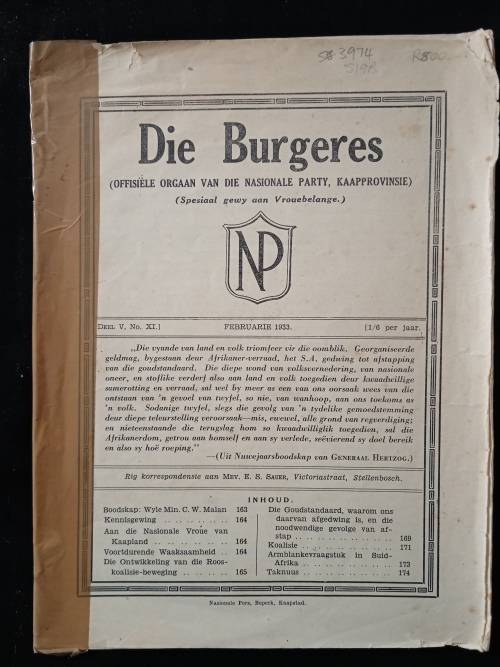 58 3974
R800
Die Burgeres
(OFFISIËLE ORGAAN VAN DIE NASIONALE PARTY, KAAPPROVINSIE)
(Spesiaal gewy aan Vrouebelange.)
NP
DEEL V, No. XI.] FEBRUARIE 1933. [1/6 per jaar.
„Die vyande van land en volk triomfeer vir die oomblik. Georganiseerde
geldmag, bygestaan deur Afrikaner-verraad, het S.A. gedwing tot afstapping
van die goudstandaard. Die diepe wond van volksvernedering, van nasionale
oneer, en stoflike verderf also aan land en volk toegedien deur kwaadwillige
samerotting en verraad, sal wel by meer as een van ons oorsaak wees van die
ontstaan van 'n gevoel van twyfel, so nie, van wanhoop, aan ons toekoms as
'n volk. Sodanige twyfel, slegs die gevolg van 'n tydelike gemoedstemming
deur diepe teleurstelling veroorsaak—mis, ewewel, alle grond van regverdiging;
en nieteenstaande die terugslag hom so kwaadwilliglik toegedien, sal die
Afrikanerdom, getrou aan homself en aan sy verlede, seëvierend sy doel bereik
en also sy hoë roeping.”
—(Uit Nuwejaarsboodskap van GENERAAL HERTZOG.)
Rig korrespondensie aan MEV. E. S. SAUER, Victoriastraat, Stellenbosch.
INHOUD.
Boodskap: Wyle Min. C. W. Malan 163
Kennisgewing .. .. .. .. .. .. 164
Aan die Nasionale Vroue van
Kaapland .. .. .. .. .. .. .. 164
Voortdurende Waaksaamheid .. 164
Die Ontwikkeling van die Roos-
koalisie-beweging .. .. .. .. 165
Die Goudstandaard, waarom ons
daarvan afgedwing is, en die
noodwendige gevolg van af-
stap .. .. .. .. .. .. .. .. 169
Koalisie .. .. .. .. .. .. .. 171
Armblankevraagstuk in Suid-
Afrika .. .. .. .. .. .. .. 173
Taknuus .. .. .. .. .. .. .. 174
Nasionale Pers, Beperk, Kaapstad.